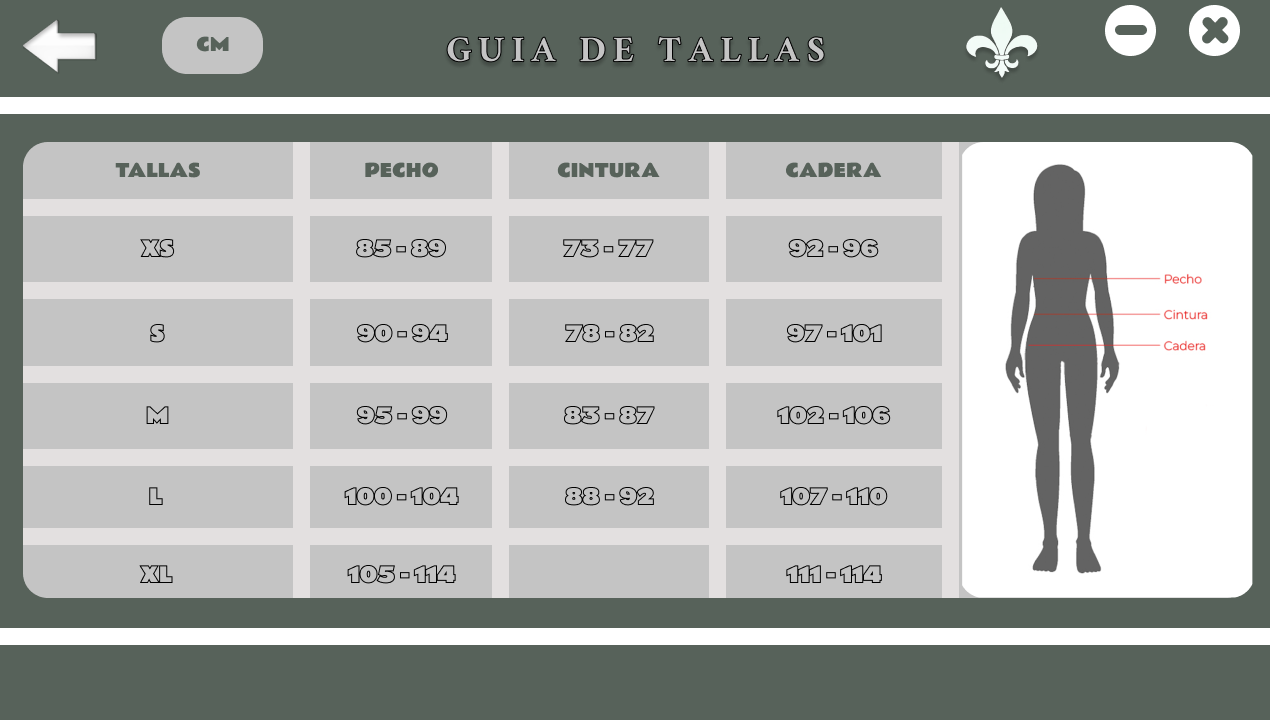 CM
GUIA DE TALLAS
TALLAS PECHO CINTURA CADERA
XS 85 - 89 73 - 77 92 - 96
S 90 - 94 78 - 82 97 - 101
M 95 - 99 83 - 87 102 - 106
L 100 - 104 88 - 92 107 - 110
XL 105 - 114 111 - 114
Pecho
Cintura
Cadera